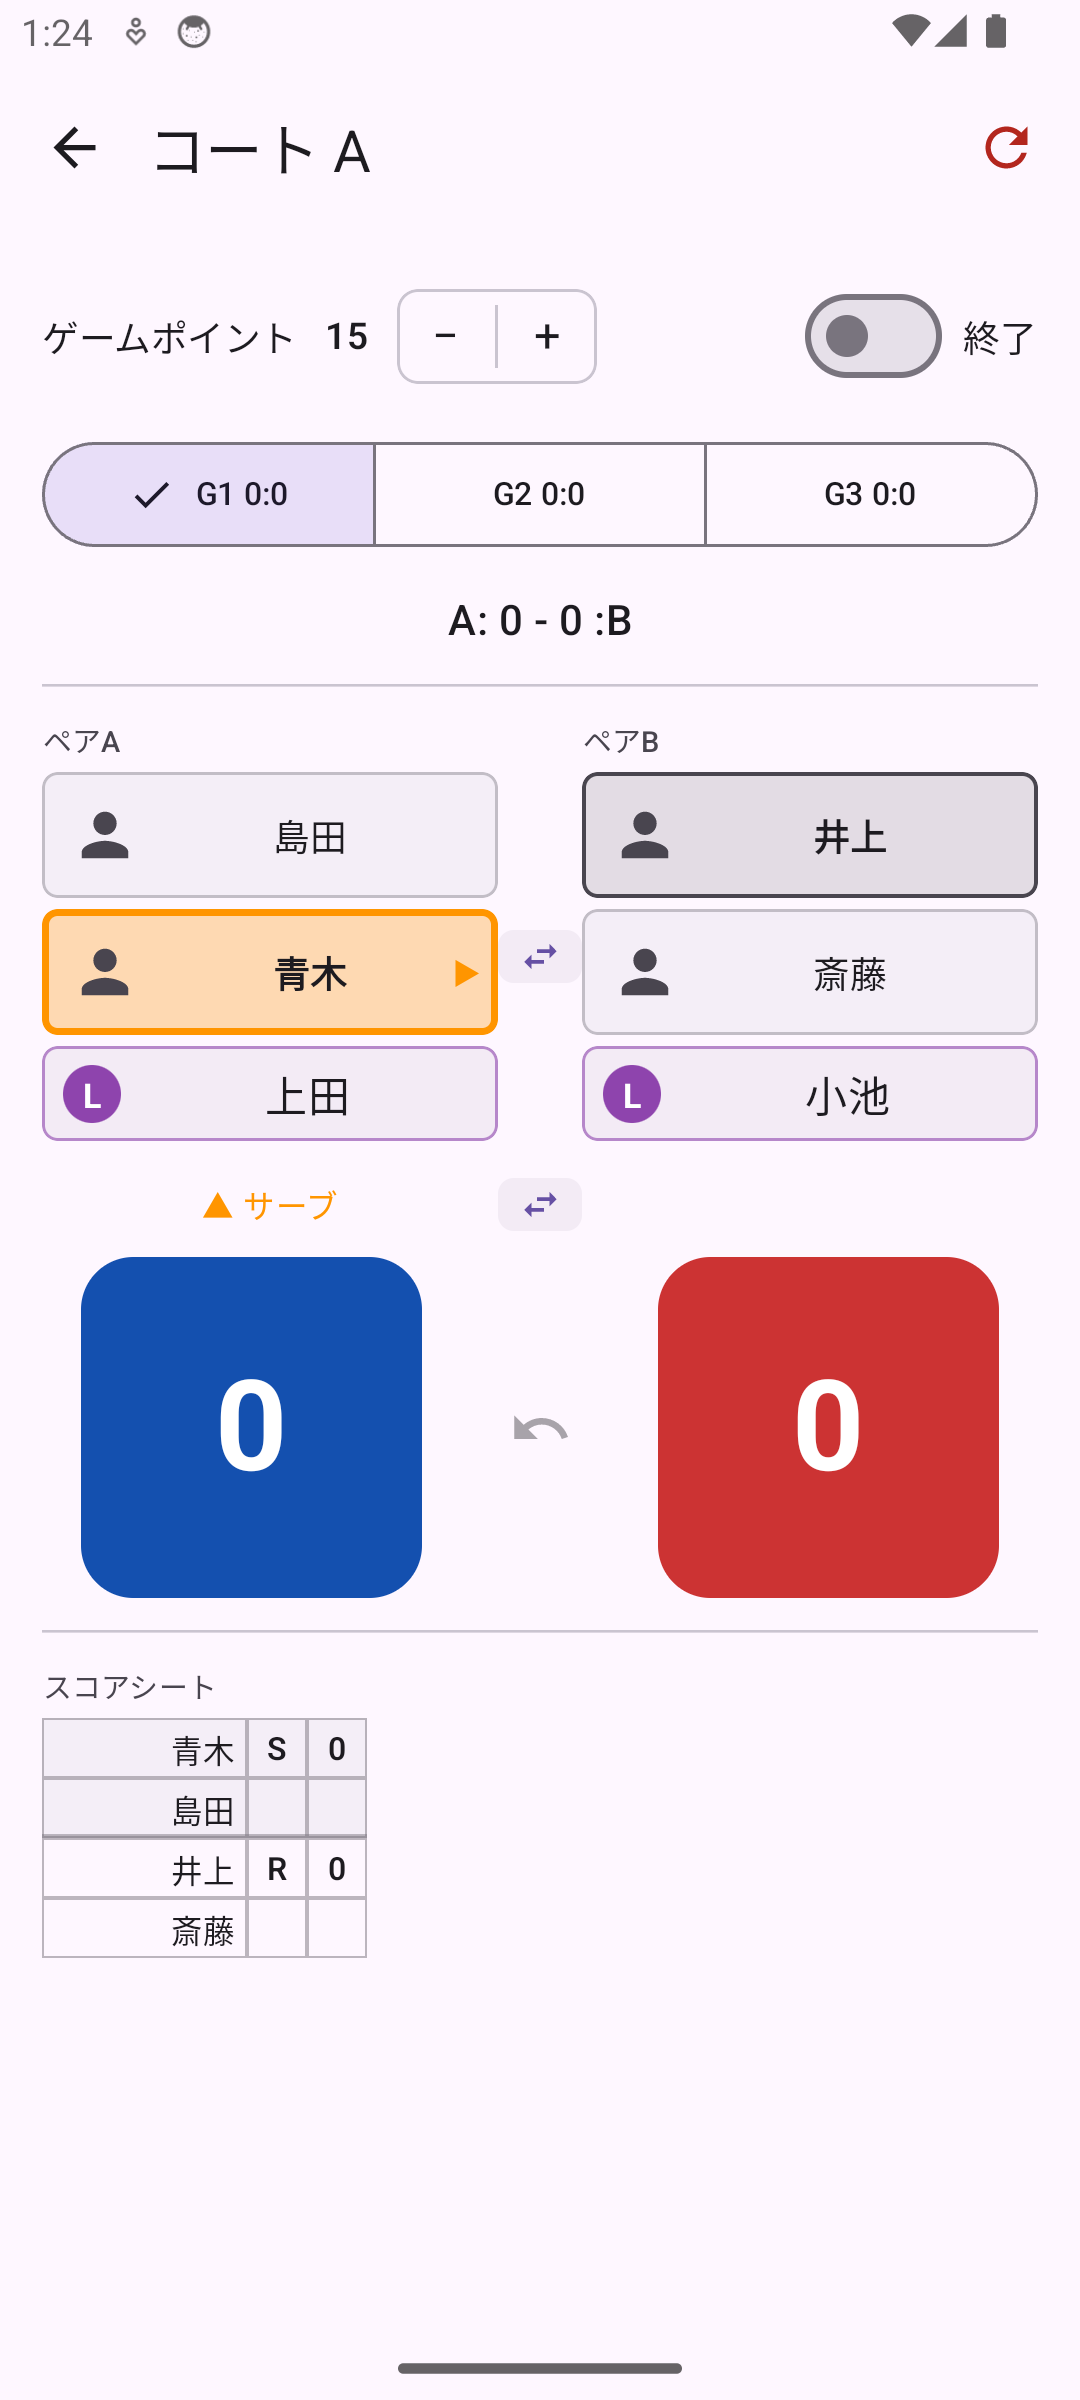 1:24
コート A
ゲームポイント 15 − + 終了
G1 0:0 G2 0:0 G3 0:0
A: 0 - 0 :B
ペアA ペアB
島田 井上
青木 斎藤
L 上田 L 小池
▲ サーブ
0 0
スコアシート
青木 S 0
島田
井上 R 0
斎藤